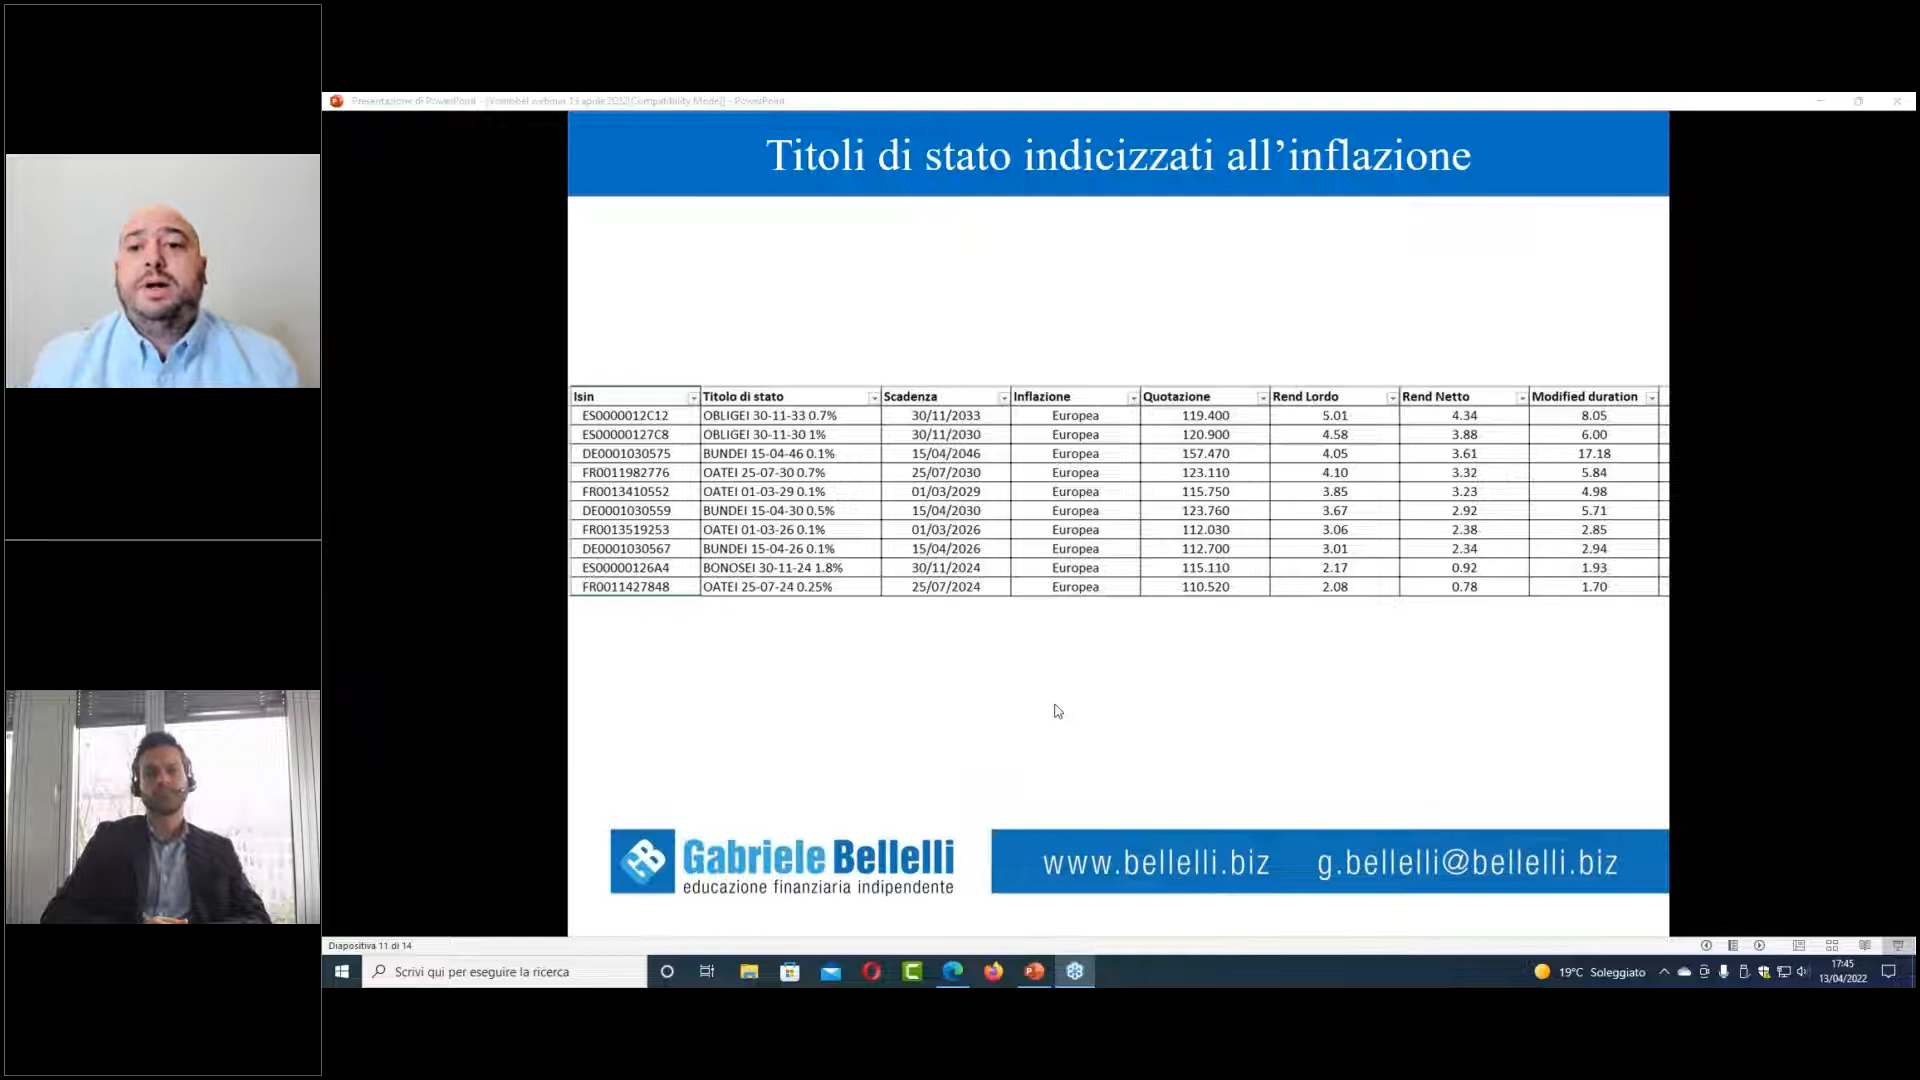 Presentazione di PowerPoint - [Vontobel webinar 13 aprile 2022[Compatibility Mode]] - PowerPoint
Titoli di stato indicizzati all’inflazione
Isin Titolo di stato Scadenza Inflazione Quotazione Rend Lordo Rend Netto Modified duration
ES0000012C12 OBLIGEI 30-11-33 0.7% 30/11/2033 Europea 119.400 5.01 4.34 8.05
ES00000127C8 OBLIGEI 30-11-30 1% 30/11/2030 Europea 120.900 4.58 3.88 6.00
DE0001030575 BUNDEI 15-04-46 0.1% 15/04/2046 Europea 157.470 4.05 3.61 17.18
FR0011982776 OATEI 25-07-30 0.7% 25/07/2030 Europea 123.110 4.10 3.32 5.84
FR0013410552 OATEI 01-03-29 0.1% 01/03/2029 Europea 115.750 3.85 3.23 4.98
DE0001030559 BUNDEI 15-04-30 0.5% 15/04/2030 Europea 123.760 3.67 2.92 5.71
FR0013519253 OATEI 01-03-26 0.1% 01/03/2026 Europea 112.030 3.06 2.38 2.85
DE0001030567 BUNDEI 15-04-26 0.1% 15/04/2026 Europea 112.700 3.01 2.34 2.94
ES00000126A4 BONOSEI 30-11-24 1.8% 30/11/2024 Europea 115.110 2.17 0.92 1.93
FR0011427848 OATEI 25-07-24 0.25% 25/07/2024 Europea 110.520 2.08 0.78 1.70
Gabriele Bellelli
educazione finanziaria indipendente
www.bellelli.biz g.bellelli@bellelli.biz
Diapositiva 11 di 14
Scrivi qui per eseguire la ricerca
19°C Soleggiato
17:45
13/04/2022